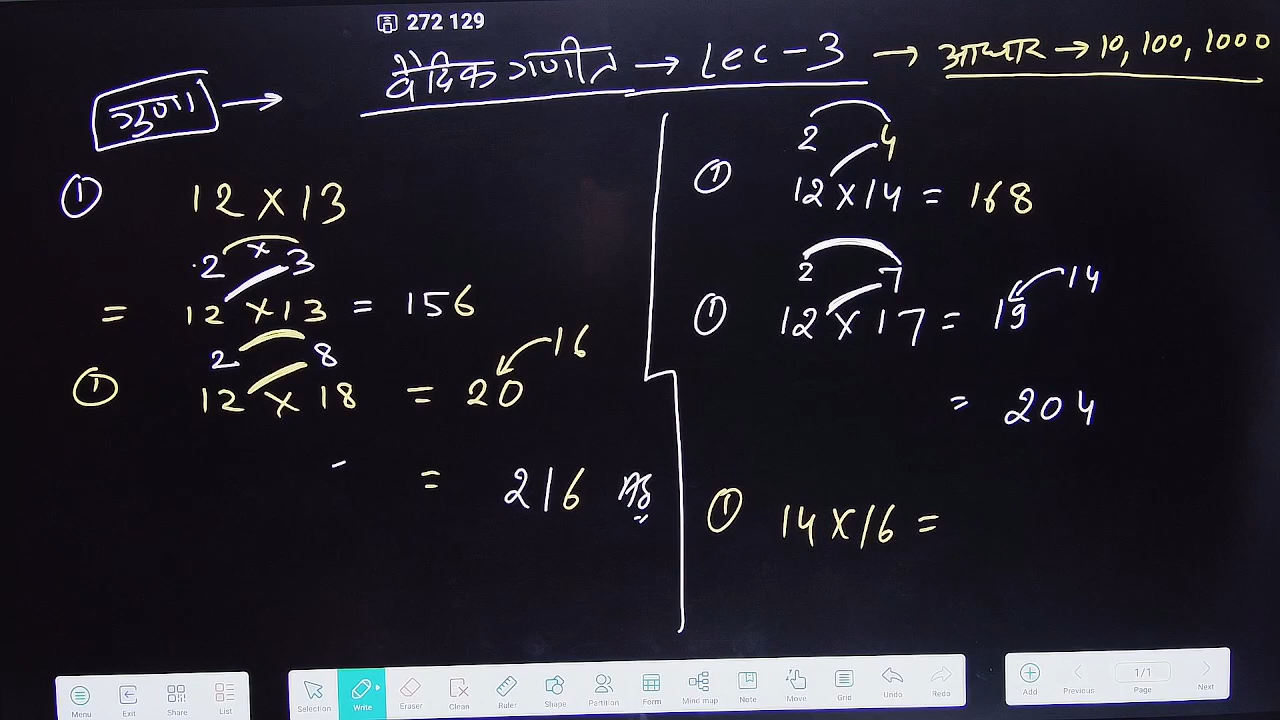 272 129
वैदिक गणीत → Lec-3 → आधार → 10, 100, 1000
गुणा →
① 12 × 13
2 × 3
= 12 × 13 = 156
2 8 16
① 12 × 18 = 20
= 216
2 4
① 12 × 14 = 168
2 7 14
① 12 × 17 = 19
= 204
① 14 × 16 =
Menu Exit Share List
Selection Write Eraser Clean Ruler Shape Partition Form Mind map Note Move Grid Undo Redo
Add Previous 1/1 Page Next